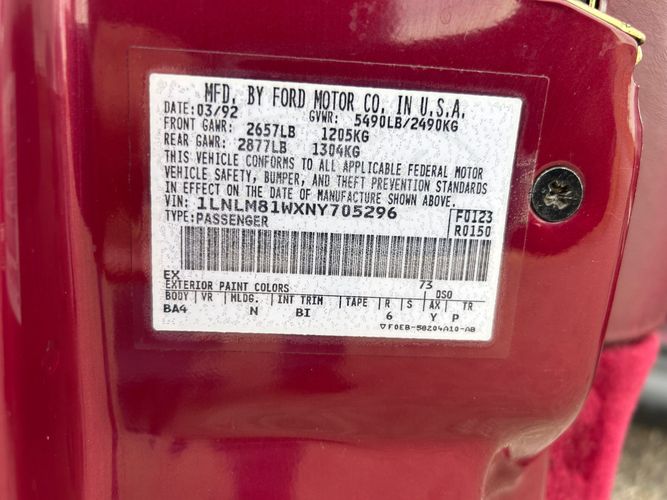 MFD. BY FORD MOTOR CO. IN U.S.A.
DATE: 03/92 GVWR: 5490LB/2490KG
FRONT GAWR: 2657LB 1205KG
REAR GAWR: 2877LB 1304KG
THIS VEHICLE CONFORMS TO ALL APPLICABLE FEDERAL MOTOR
VEHICLE SAFETY, BUMPER, AND THEFT PREVENTION STANDARDS
IN EFFECT ON THE DATE OF MANUFACTURE SHOWN ABOVE.
VIN: 1LNLM81WXNY705296 F0123
TYPE: PASSENGER R0150
EX 73
EXTERIOR PAINT COLORS DSO
BODY VR MLDG. INT TRIM TAPE R S AX TR
BA4 N BI 6 Y P
F0EB-58204A10-AB